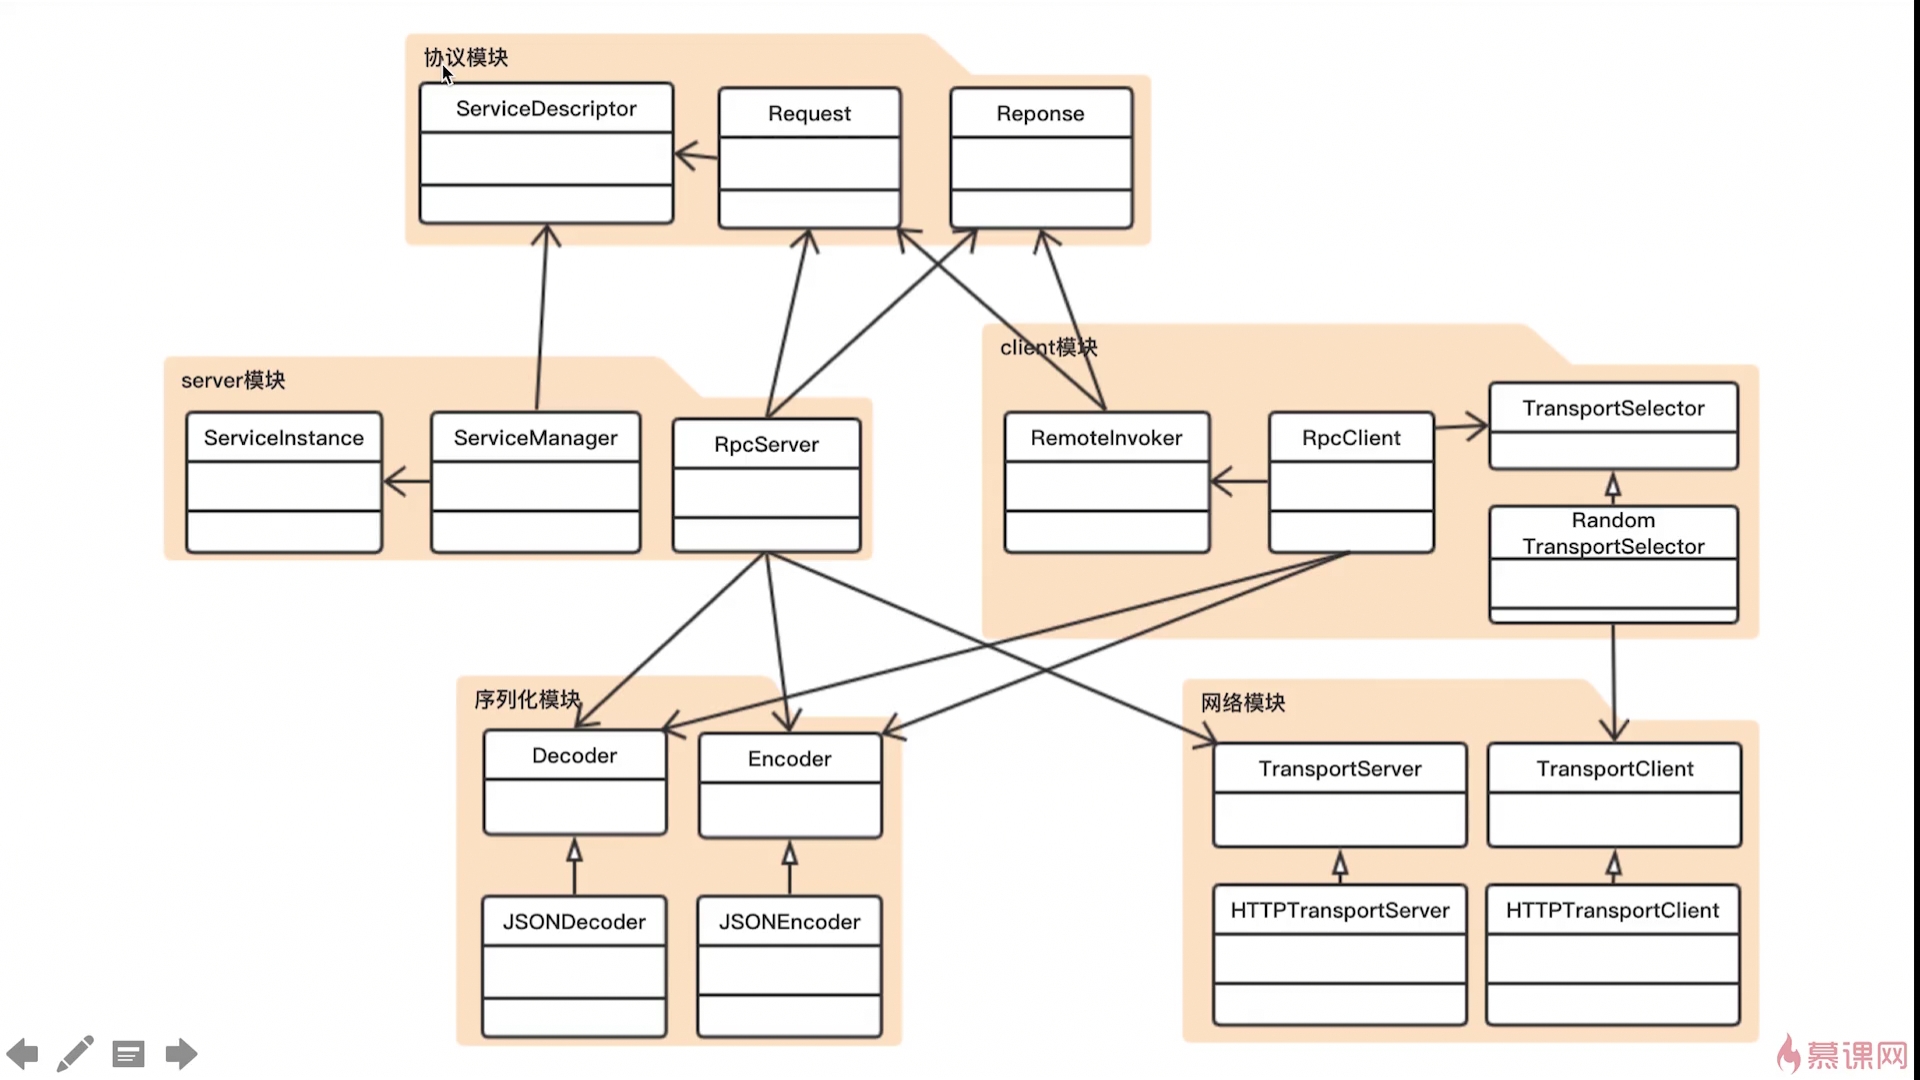 协议模块
ServiceDescriptor
Request
Reponse
server模块
ServiceInstance
ServiceManager
RpcServer
client模块
RemoteInvoker
RpcClient
TransportSelector
Random
TransportSelector
序列化模块
Decoder
Encoder
JSONDecoder
JSONEncoder
网络模块
TransportServer
TransportClient
HTTPTransportServer
HTTPTransportClient
慕课网